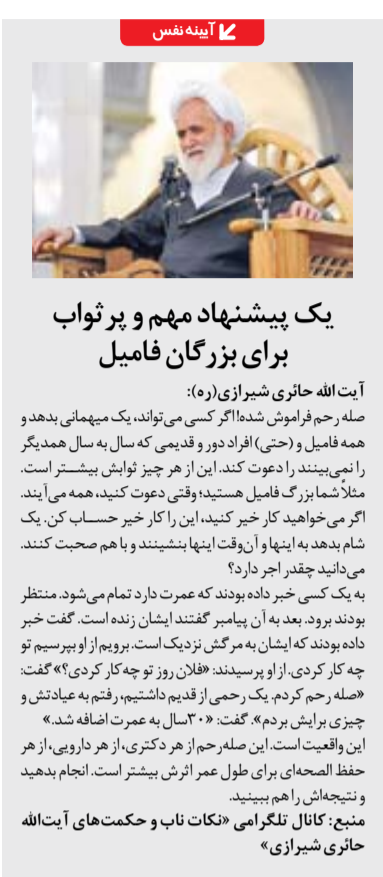 آیینه نفس
یک پیشنهاد مهم و پر ثواب
برای بزرگان فامیل
آیت‌الله حائری شیرازی(ره):
صله رحم فراموش شده! اگر کسی می‌تواند، یک میهمانی بدهد و
همه فامیل و (حتی) افراد دور و قدیمی که سال به سال همدیگر
را نمی‌بینند را دعوت کند. این از هر چیز ثوابش بیشتر است.
مثلاً شما بزرگ فامیل هستید؛ وقتی دعوت کنید، همه می‌آیند.
اگر می‌خواهید کار خیر کنید، این را کار خیر حساب کن. یک
شام بدهد به اینها و آن‌وقت اینها بنشینند و با هم صحبت کنند.
می‌دانید چقدر اجر دارد؟
به یک کسی خبر داده بودند که عمرت دارد تمام می‌شود. منتظر
بودند برود. بعد به آن پیامبر گفتند ایشان زنده است. گفت خبر
داده بودند که ایشان به مرگش نزدیک است. برویم از او بپرسیم تو
چه کار کردی. از او پرسیدند: «فلان روز تو چه کار کردی؟» گفت:
«صله رحم کردم. یک رحمی از قدیم داشتیم، رفتم به عیادتش و
چیزی برایش بردم». گفت: «۳۰سال به عمرت اضافه شد.»
این واقعیت است. این صله‌رحم از هر دکتری، از هر دارویی، از هر
حفظ الصحه‌ای برای طول عمر اثرش بیشتر است. انجام بدهید
و نتیجه‌اش را هم ببینید.
منبع: کانال تلگرامی «نکات ناب و حکمت‌های آیت‌الله
حائری شیرازی»